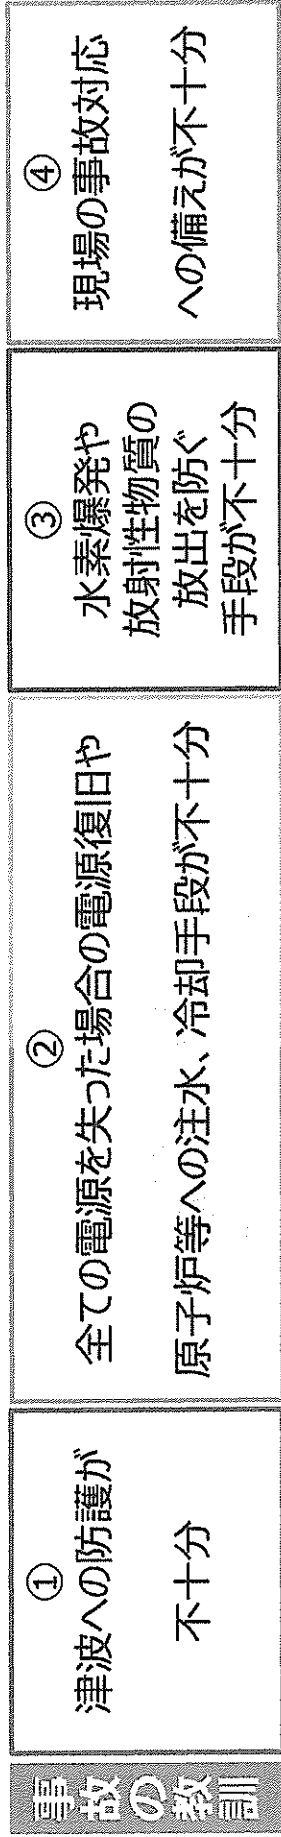 事故の教訓
①
津波への防護が
不十分
②
全ての電源を失った場合の電源復旧や
原子炉等への注水、冷却手段が不十分
③
水素爆発や
放射性物質の
放出を防ぐ
手段が不十分
④
現場の事故対応
への備えが不十分